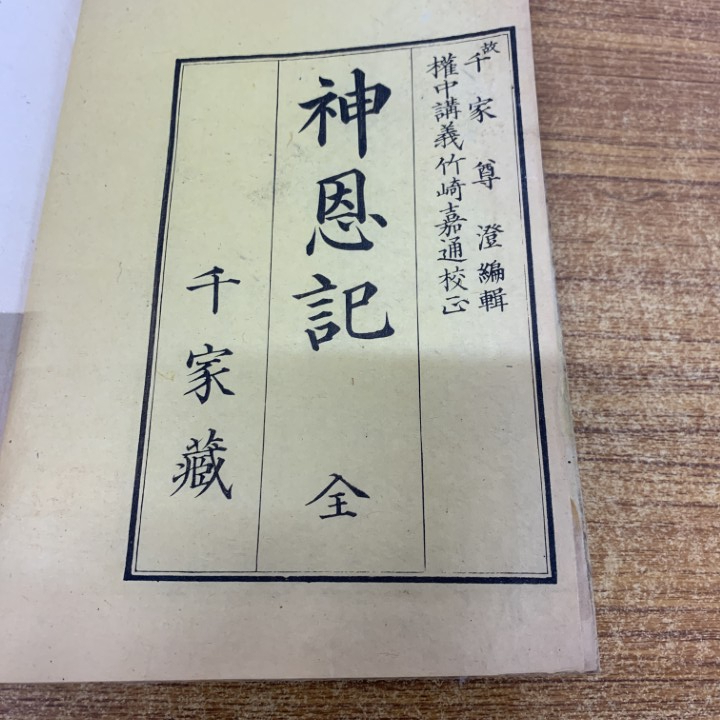 故千家尊澄編輯
權中講義竹崎嘉通校正
神恩記 全
千家藏